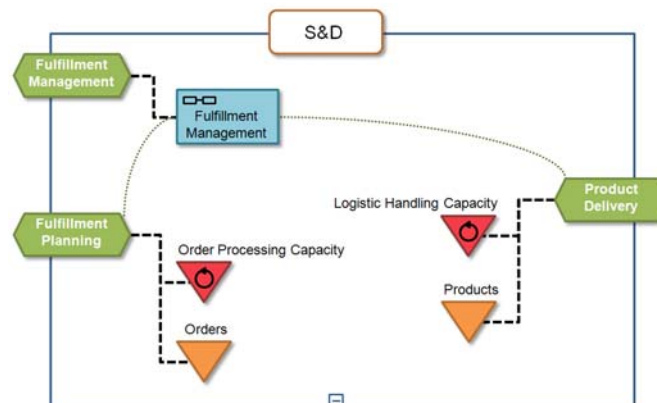 S&D
Fulfillment
Management
Fulfillment
Management
Logistic Handling Capacity
Product
Delivery
Fulfillment
Planning
Order Processing Capacity
Products
Orders